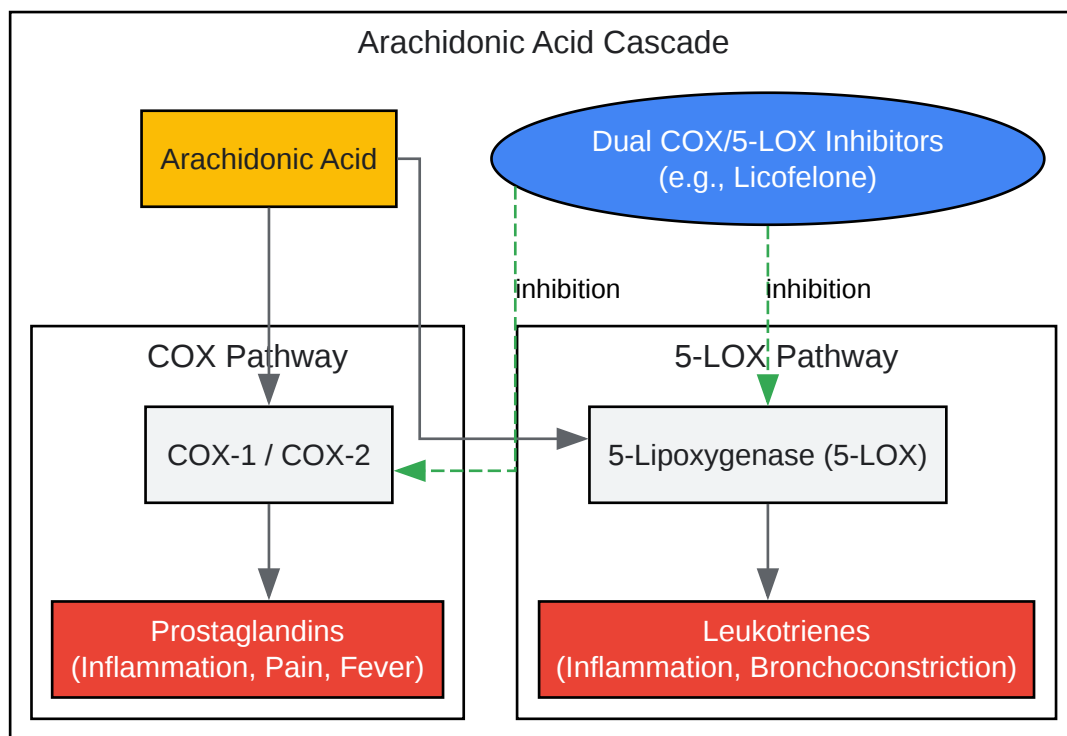 Arachidonic Acid Cascade
Arachidonic Acid
Dual COX/5-LOX Inhibitors
(e.g., Licofelone)
inhibition
inhibition
COX Pathway
5-LOX Pathway
COX-1 / COX-2
5-Lipoxygenase (5-LOX)
Prostaglandins
(Inflammation, Pain, Fever)
Leukotrienes
(Inflammation, Bronchoconstriction)